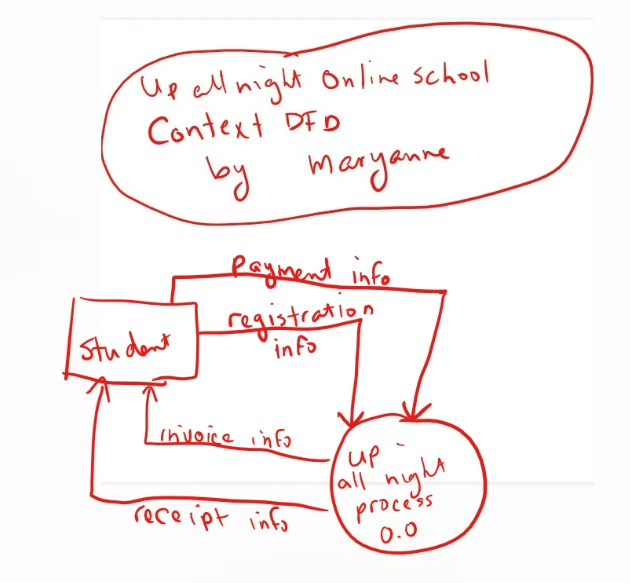 Up all night Online school
Context DFD
by Maryanne
Payment info
registration
info
Student
invoice info
up
all night
process
0.0
receipt info